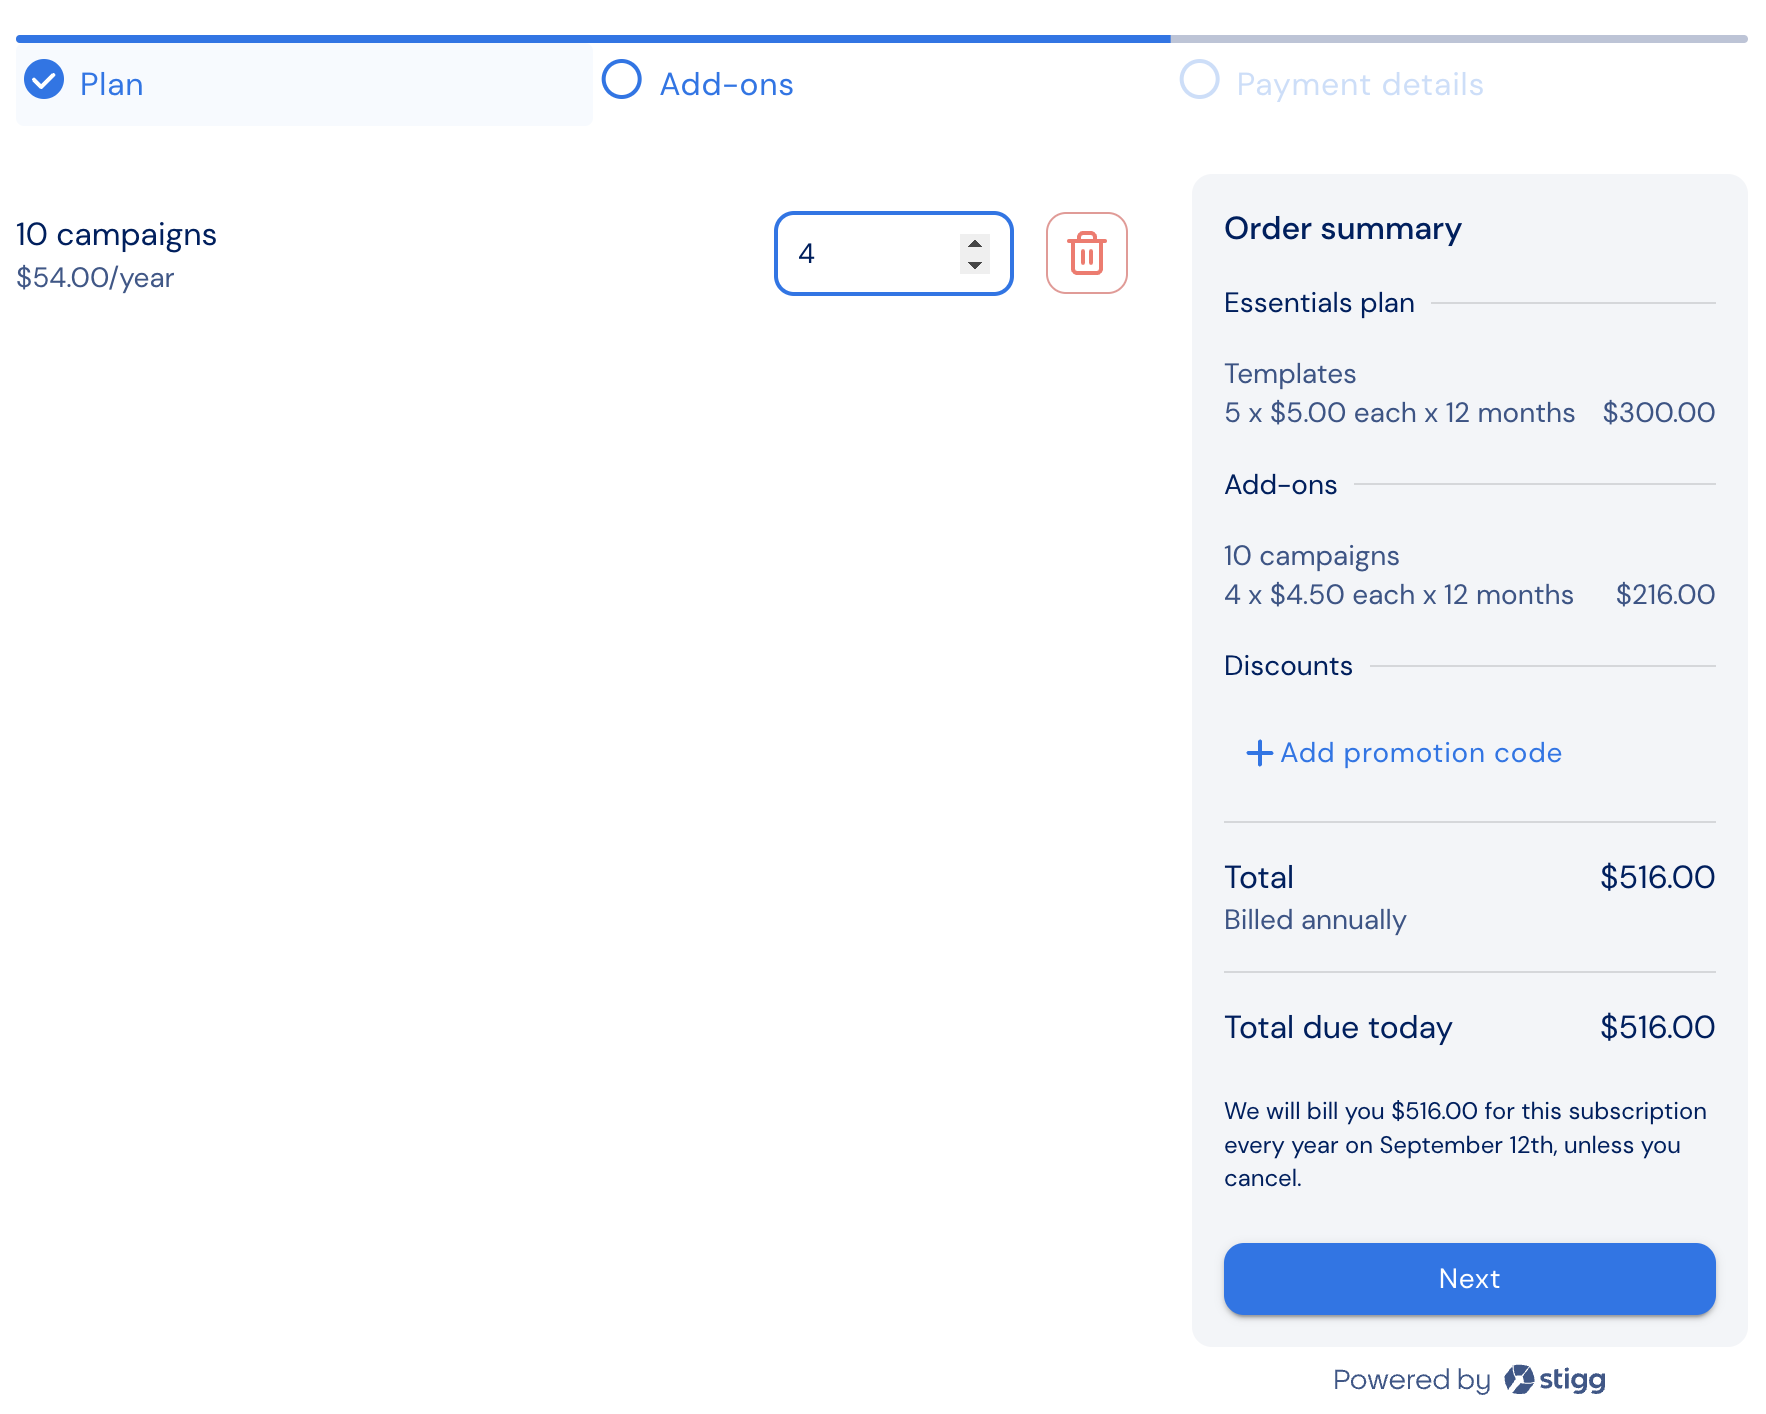 Plan
Add-ons
Payment details
10 campaigns
$54.00/year
4
Order summary
Essentials plan
Templates
5 x $5.00 each x 12 months $300.00
Add-ons
10 campaigns
4 x $4.50 each x 12 months $216.00
Discounts
Add promotion code
Total $516.00
Billed annually
Total due today $516.00
We will bill you $516.00 for this subscription
every year on September 12th, unless you
cancel.
Next
Powered by stigg